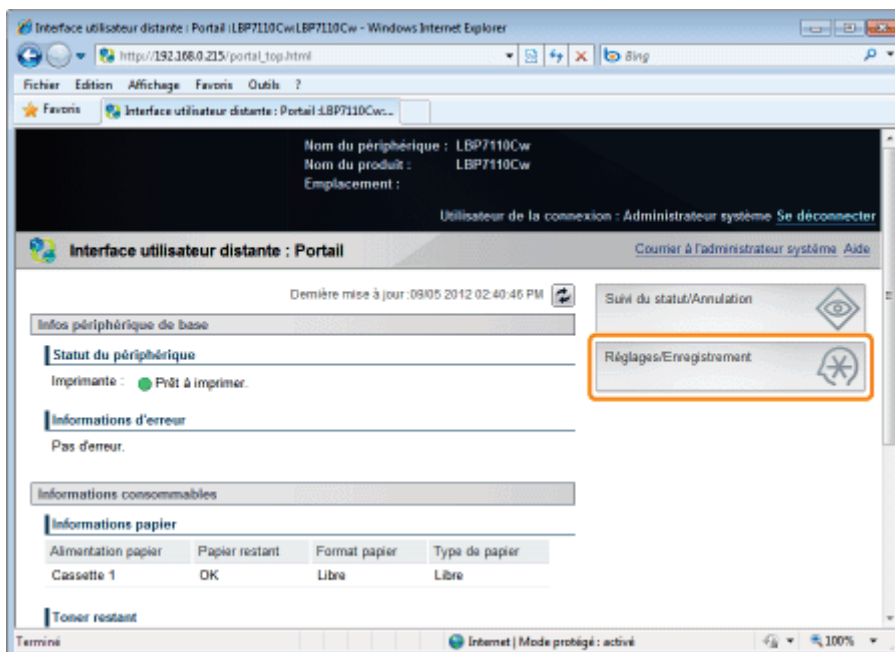 Interface utilisateur distante : Portail :LBP7110Cw:LBP7110Cw - Windows Internet Explorer
http://192.168.0.215/portal_top.html
Bing
Fichier Edition Affichage Favoris Outils ?
Favoris Interface utilisateur distante : Portail :LBP7110Cw:...
Nom du périphérique : LBP7110Cw
Nom du produit : LBP7110Cw
Emplacement :
Utilisateur de la connexion : Administrateur système Se déconnecter
Interface utilisateur distante : Portail Courrier à l'administrateur système Aide
Dernière mise à jour :09/05 2012 02:40:46 PM
Suivi du statut/Annulation
Infos périphérique de base
Statut du périphérique
Réglages/Enregistrement
Imprimante : Prêt à imprimer.
Informations d'erreur
Pas d'erreur.
Informations consommables
Informations papier
Alimentation papier Papier restant Format papier Type de papier
Cassette 1 OK Libre Libre
Toner restant
Terminé Internet | Mode protégé : activé 100%